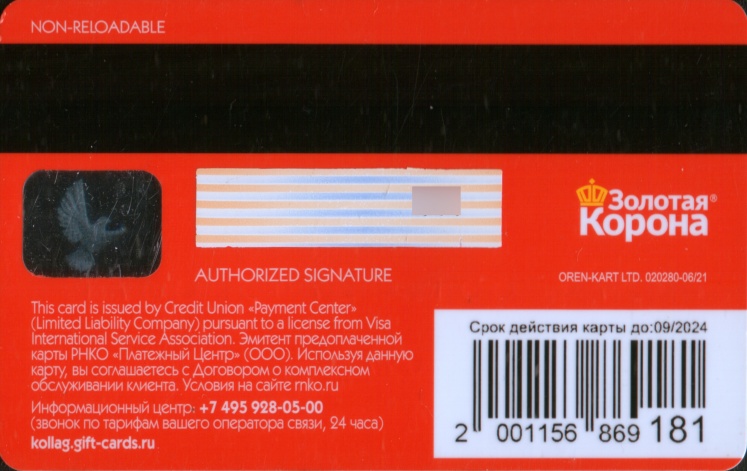 NON-RELOADABLE
Золотая®
Корона
AUTHORIZED SIGNATURE
OREN-KART LTD. 020280-06/21
This card is issued by Credit Union «Payment Center»
(Limited Liability Company) pursuant to a license from Visa
International Service Association. Эмитент предоплаченной
карты РНКО «Платежный Центр» (ООО). Используя данную
карту, вы соглашаетесь с Договором о комплексном
обслуживании клиента. Условия на сайте rnko.ru
Информационный центр: +7 495 928-05-00
(звонок по тарифам вашего оператора связи, 24 часа)
kollag.gift-cards.ru
Срок действия карты до:09/2024
2 001156 869 181